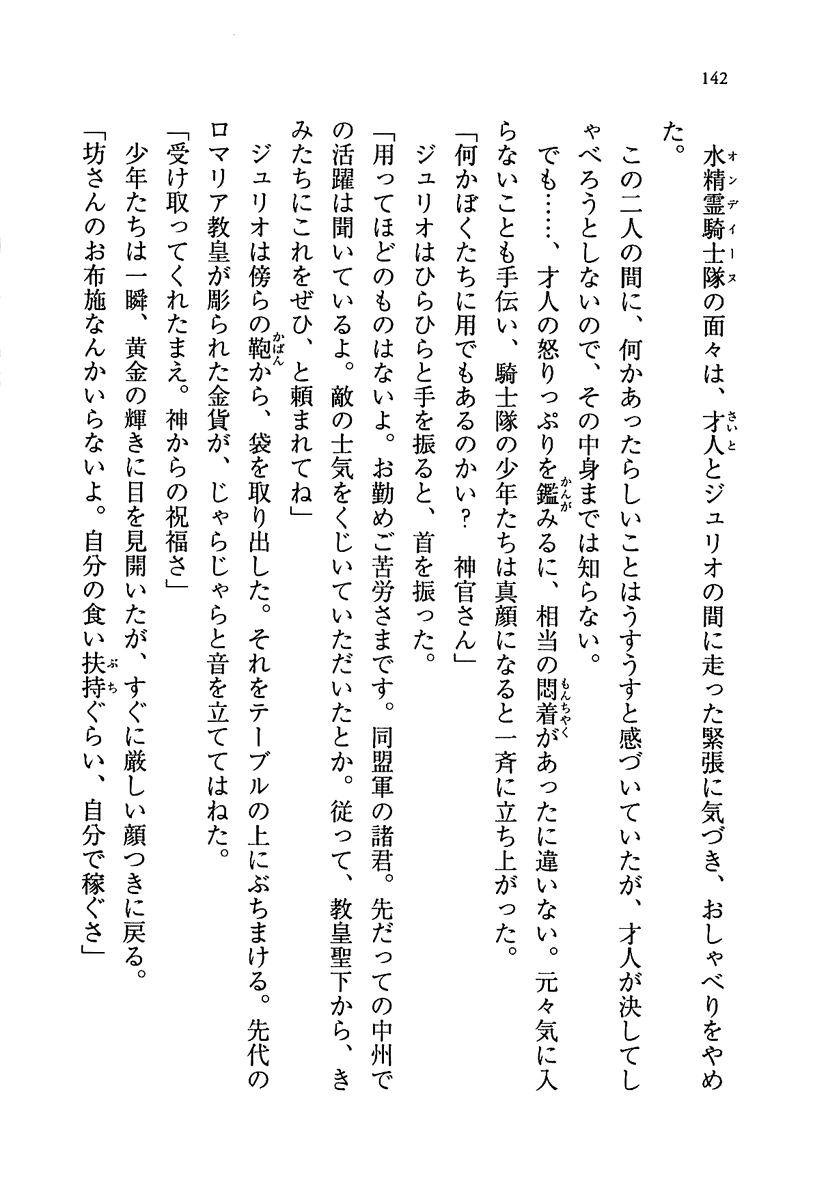 142
水精霊騎士隊の面々は、才人とジュリオの間に走った緊張に気づき、おしゃべりをやめ
た。
この二人の間に、何かあったらしいことはうすうすと感づいていたが、才人が決してし
ゃべろうとしないので、その中身までは知らない。
でも……、才人の怒りっぷりを鑑みるに、相当の悶着があったに違いない。元々気に入
らないことも手伝い、騎士隊の少年たちは真顔になると一斉に立ち上がった。
「何かぼくたちに用でもあるのかい？　神官さん」
ジュリオはひらひらと手を振ると、首を振った。
「用ってほどのものはないよ。お勤めご苦労さまです。同盟軍の諸君。先だっての中州で
の活躍は聞いているよ。敵の士気をくじいていただいたとか。従って、教皇聖下から、き
みたちにこれをぜひ、と頼まれてね」
ジュリオは傍らの鞄から、袋を取り出した。それをテーブルの上にぶちまける。先代の
ロマリア教皇が彫られた金貨が、じゃらじゃらと音を立ててはねた。
「受け取ってくれたまえ。神からの祝福さ」
少年たちは一瞬、黄金の輝きに目を見開いたが、すぐに厳しい顔つきに戻る。
「坊さんのお布施なんかいらないよ。自分の食い扶持ぐらい、自分で稼ぐさ」
オンディーヌ
さいと
かんが
もんちゃく
かばん
ぶち